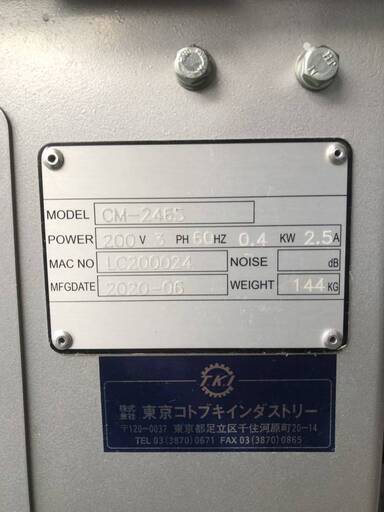 MODEL CM-2485
POWER 200 V 3 PH 60 HZ 0.4 KW 2.5 A
MAC NO LC200024 NOISE dB
MFGDATE 2020-06 WEIGHT 144 KG
TKI
株式会社 東京コトブキインダストリー
〒120-0037 東京都足立区千住河原町20-14
TEL 03(3870)0671 FAX 03(3870)0865